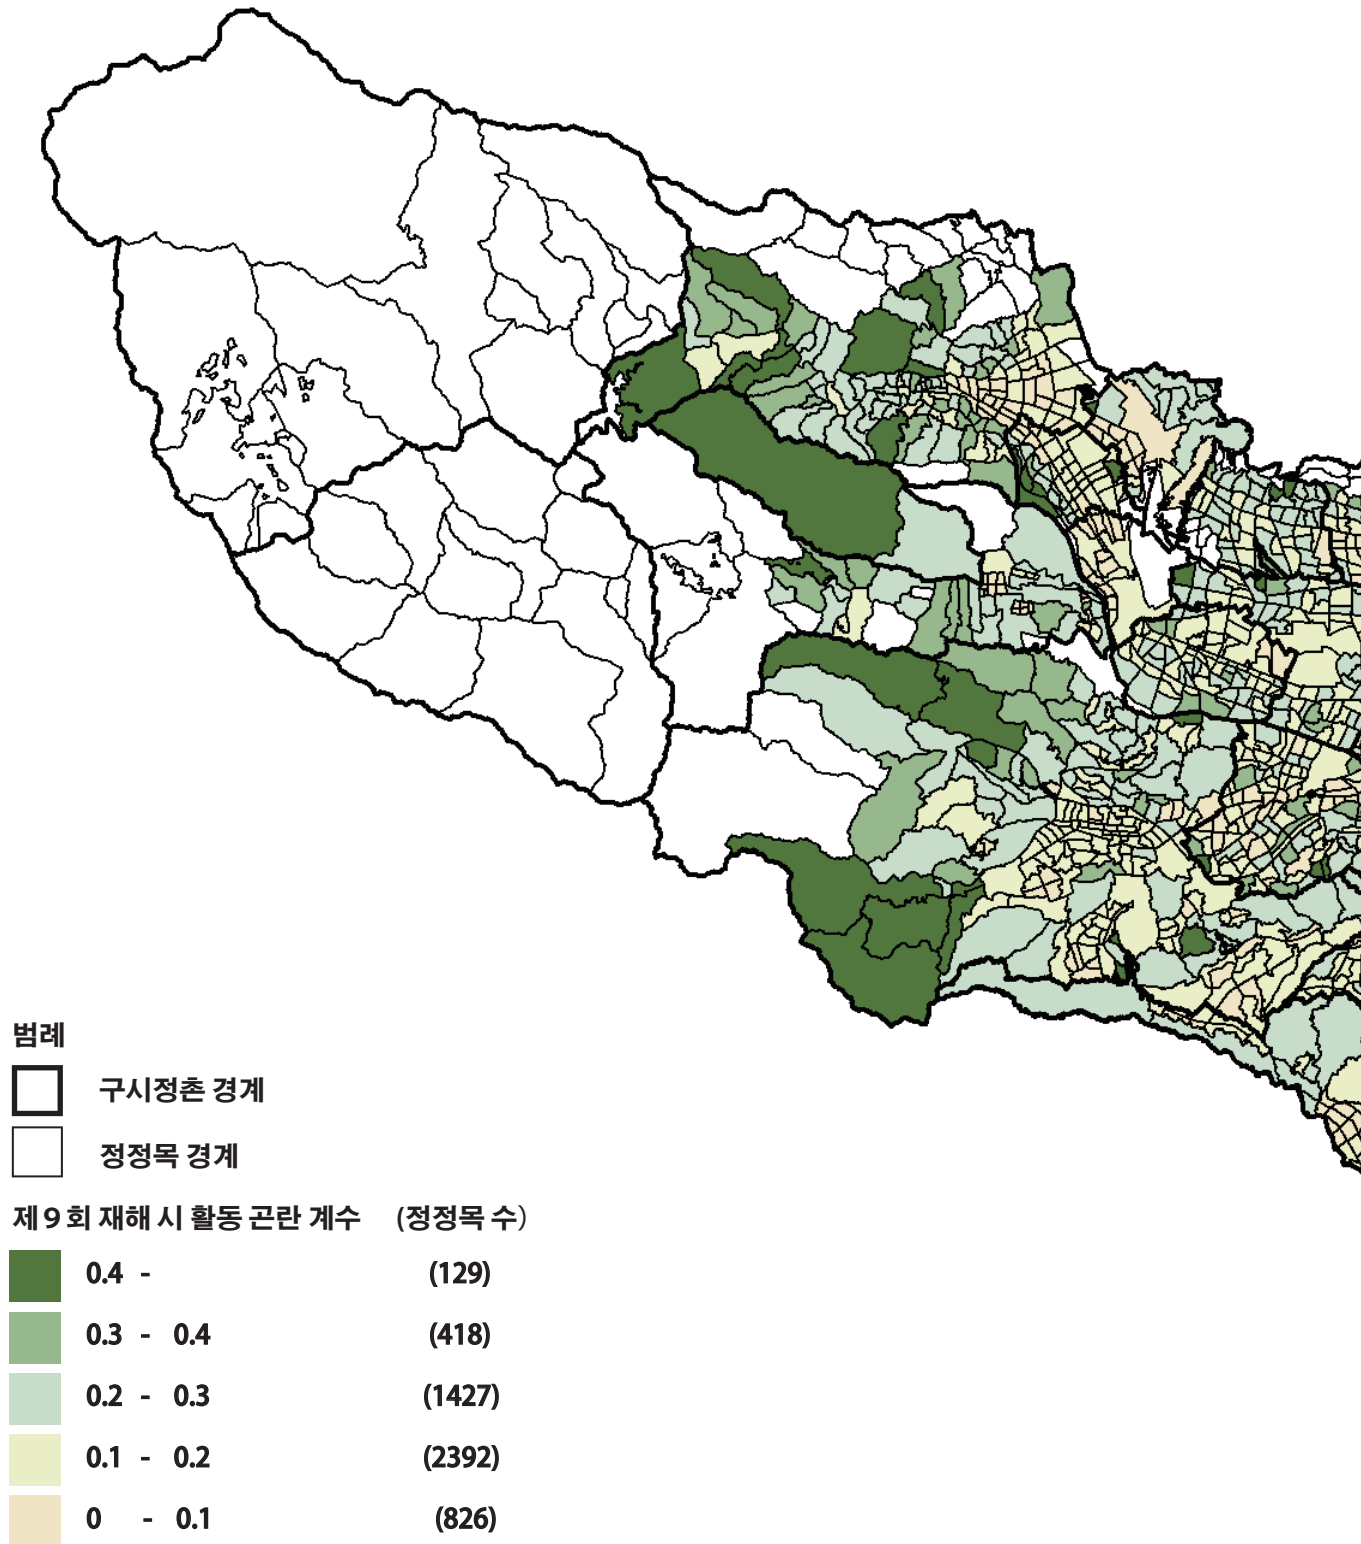 범례
구시정촌 경계
정정목 경계
제9회 재해 시 활동 곤란 계수 (정정목 수)
0.4 - (129)
0.3 - 0.4 (418)
0.2 - 0.3 (1427)
0.1 - 0.2 (2392)
0 - 0.1 (826)